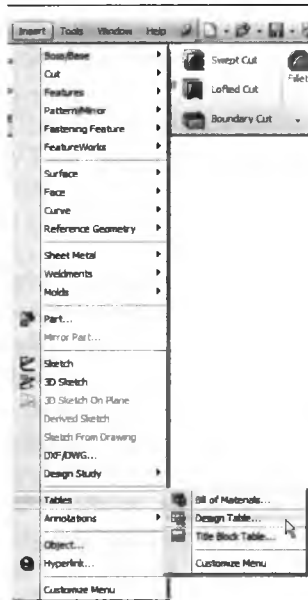 Insert Tools Window Help
Boss/Base
Cut
Features
Pattern/Mirror
Fastening Feature
FeatureWorks
Surface
Face
Curve
Reference Geometry
Sheet Metal
Weldments
Molds
Part...
Mirror Part...
Sketch
3D Sketch
3D Sketch On Plane
Derived Sketch
Sketch From Drawing
DXF/DWG...
Design Study
Tables
Annotations
Object...
Hyperlink...
Customize Menu
Swept Cut
Fillet
Lofted Cut
Boundary Cut
Bill of Materials...
Design Table...
Title Block Table...
Customize Menu